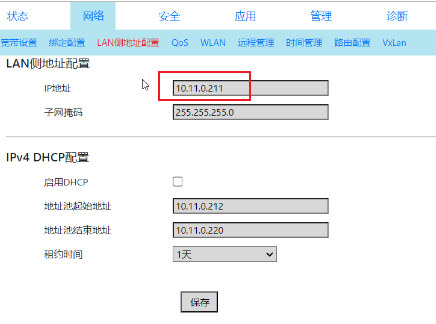 状态 网络 安全 应用 管理 诊断
宽带设置 绑定配置 LAN侧地址配置 QoS WLAN 远程管理 时间管理 路由配置 VxLan
LAN侧地址配置
IP地址 10.11.0.211
子网掩码 255.255.255.0
IPv4 DHCP配置
启用DHCP
地址池起始地址 10.11.0.212
地址池结束地址 10.11.0.220
租约时间 1天
保存